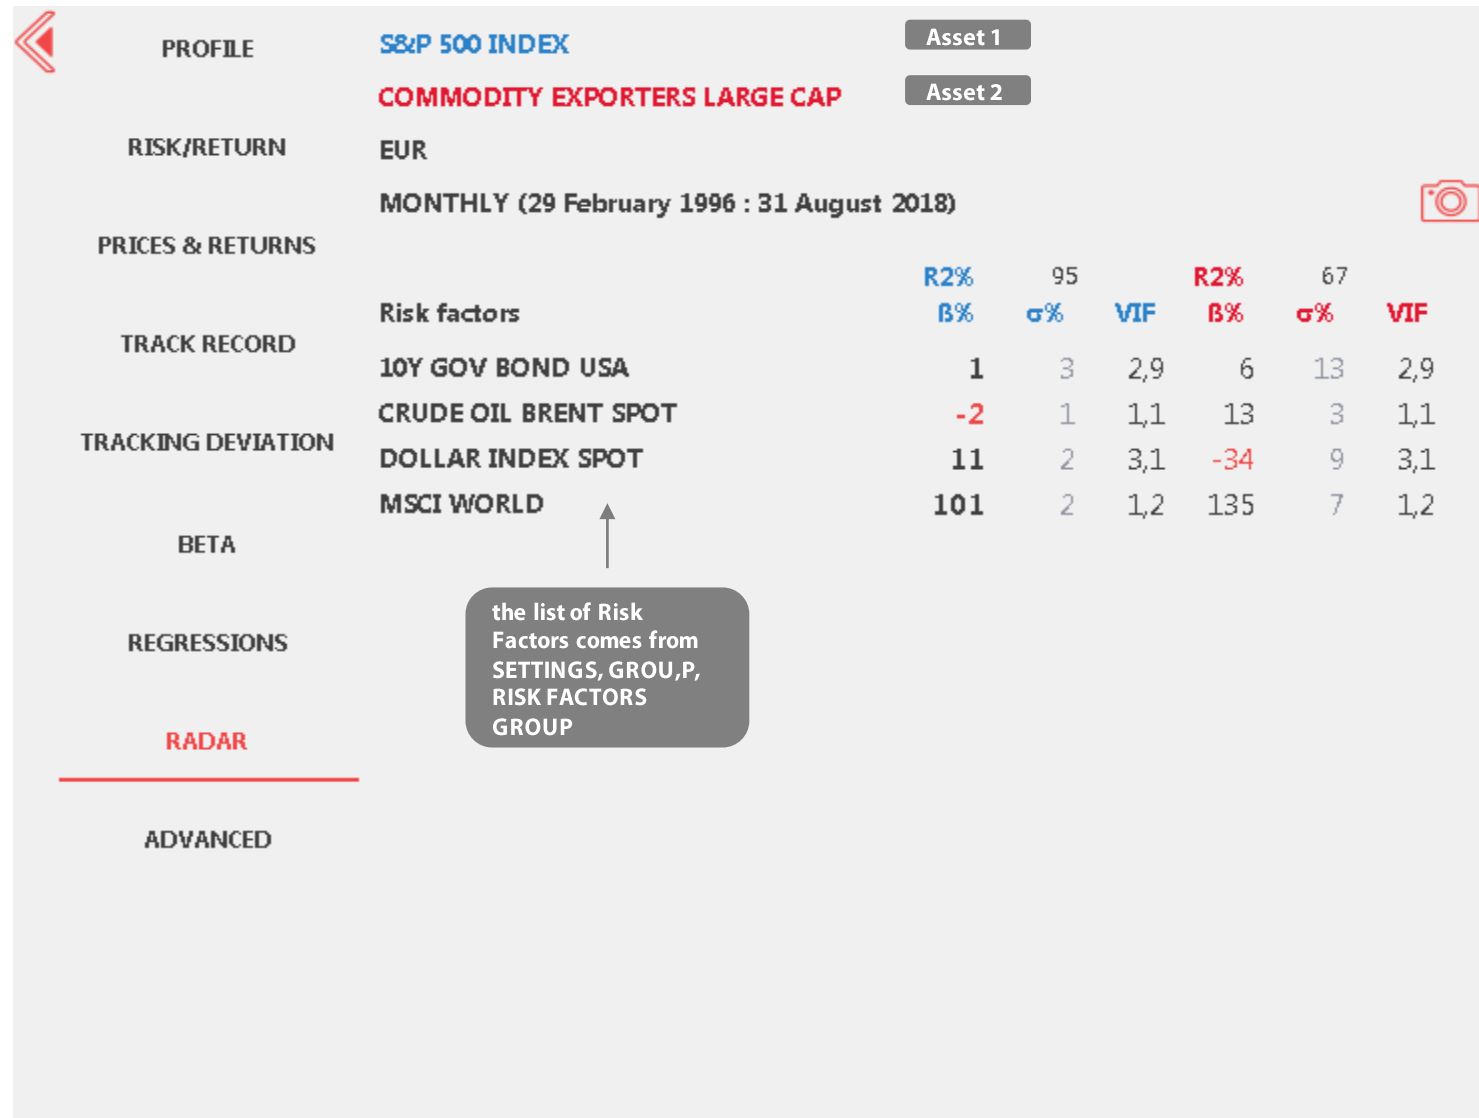 PROFILE
RISK/RETURN
PRICES & RETURNS
TRACK RECORD
TRACKING DEVIATION
BETA
REGRESSIONS
RADAR
ADVANCED
S&P 500 INDEX Asset 1
COMMODITY EXPORTERS LARGE CAP Asset 2
EUR
MONTHLY (29 February 1996 : 31 August 2018)
R2% 95 R2% 67
Risk factors ß% σ% VIF ß% σ% VIF
10Y GOV BOND USA 1 3 2,9 6 13 2,9
CRUDE OIL BRENT SPOT -2 1 1,1 13 3 1,1
DOLLAR INDEX SPOT 11 2 3,1 -34 9 3,1
MSCI WORLD 101 2 1,2 135 7 1,2
the list of Risk
Factors comes from
SETTINGS, GROU,P,
RISK FACTORS
GROUP